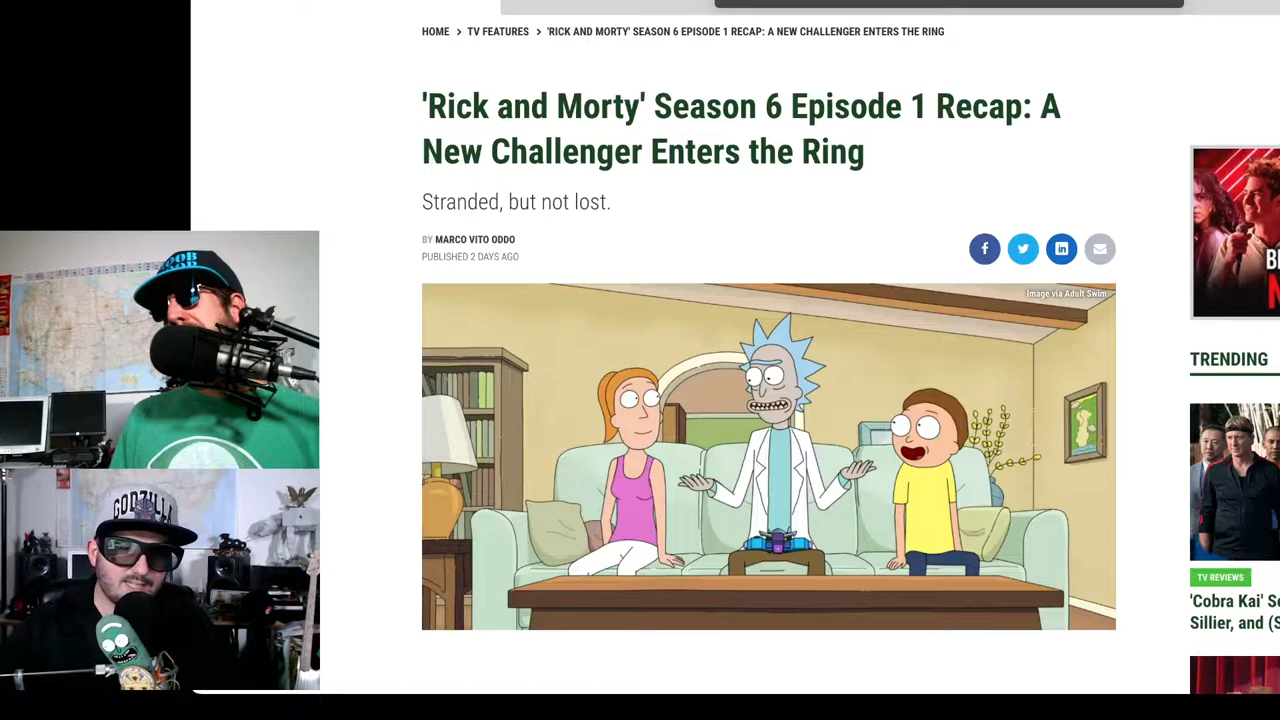 HOME > TV FEATURES > 'RICK AND MORTY' SEASON 6 EPISODE 1 RECAP: A NEW CHALLENGER ENTERS THE RING
'Rick and Morty' Season 6 Episode 1 Recap: A
New Challenger Enters the Ring
Stranded, but not lost.
BY MARCO VITO ODDO
PUBLISHED 2 DAYS AGO
Image via Adult Swim
TRENDING
TV REVIEWS
'Cobra Kai' Se
Sillier, and (S
GODZILLA